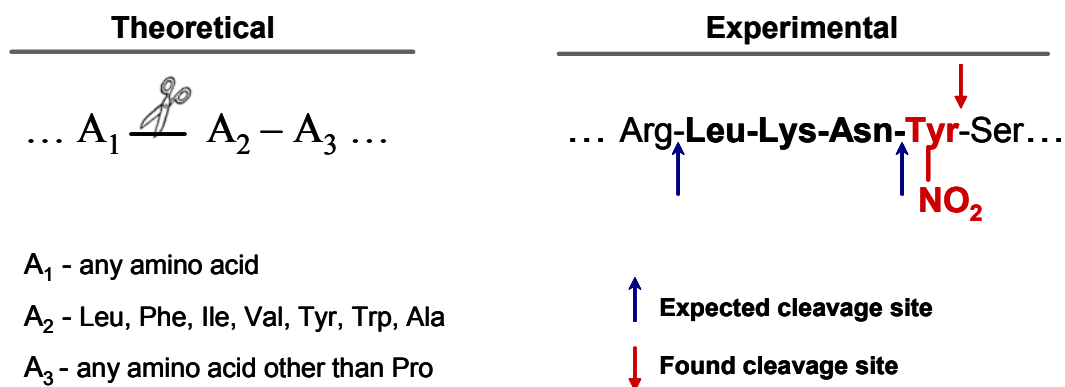 Theoretical
… A1 A2 – A3 …
A1 - any amino acid
A2 - Leu, Phe, Ile, Val, Tyr, Trp, Ala
A3 - any amino acid other than Pro
Experimental
… Arg-Leu-Lys-Asn-Tyr-Ser…
NO2
Expected cleavage site
Found cleavage site